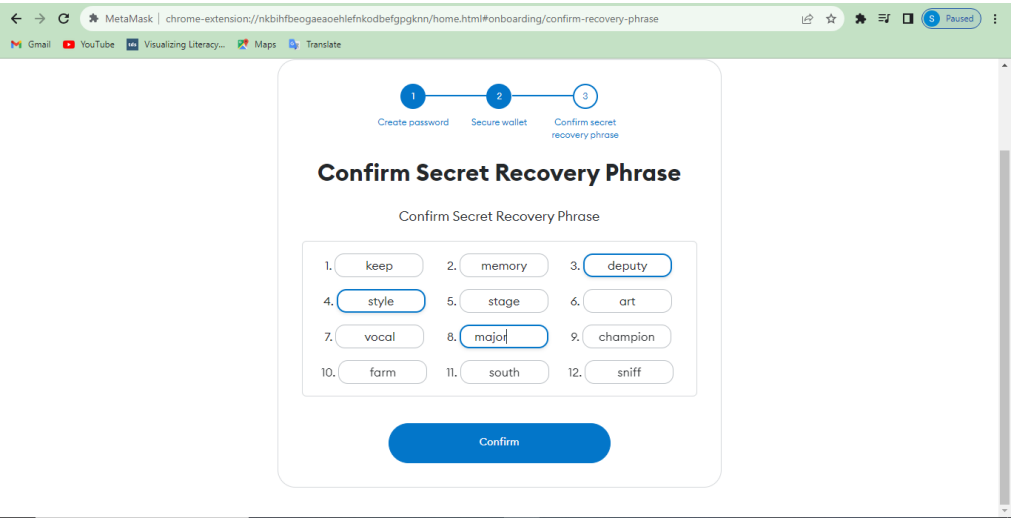 MetaMask | chrome-extension://nkbihfbeogaeaoehlefnkodbefgpgknn/home.html#onboarding/confirm-recovery-phrase
S Paused
Gmail YouTube Visualizing Literacy... Maps Translate
1 2 3
Create password Secure wallet Confirm secret
recovery phrase
Confirm Secret Recovery Phrase
Confirm Secret Recovery Phrase
1. keep 2. memory 3. deputy
4. style 5. stage 6. art
7. vocal 8. major 9. champion
10. farm 11. south 12. sniff
Confirm